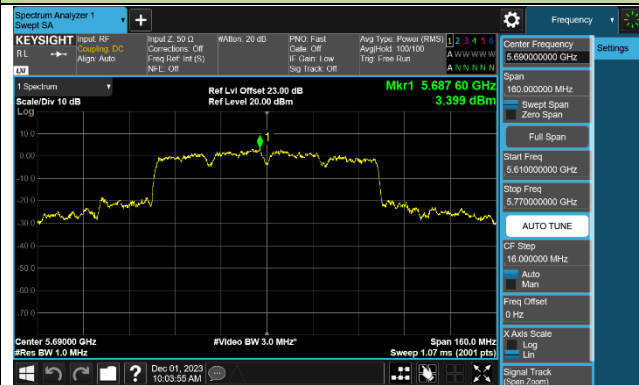 Spectrum Analyzer 1
Swept SA
Frequency
KEYSIGHT
RL
Input: RF
Coupling: DC
Align: Auto
Input Z: 50 Ω
Corrections: Off
Freq Ref: Int (S)
NFE: Off
#Atten: 20 dB
PNO: Fast
Gate: Off
IF Gain: Low
Sig Track: Off
Avg Type: Power (RMS)
Avg|Hold: 100/100
Trig: Free Run
1 2 3 4 5 6
A W W W W W
A N N N N N
1 Spectrum
Scale/Div 10 dB
Log
Ref Lvl Offset 23.00 dB
Ref Level 20.00 dBm
Mkr1 5.687 60 GHz
3.399 dBm
10.0
0.00
-10.0
-20.0
-30.0
-40.0
-50.0
-60.0
-70.0
1
Center 5.69000 GHz
#Res BW 1.0 MHz
#Video BW 3.0 MHz*
Span 160.0 MHz
Sweep 1.07 ms (2001 pts)
Dec 01, 2023
10:03:55 AM
Center Frequency
5.690000000 GHz
Settings
Span
160.000000 MHz
Swept Span
Zero Span
Full Span
Start Freq
5.610000000 GHz
Stop Freq
5.770000000 GHz
AUTO TUNE
CF Step
16.000000 MHz
Auto
Man
Freq Offset
0 Hz
X Axis Scale
Log
Lin
Signal Track
(Span Zoom)